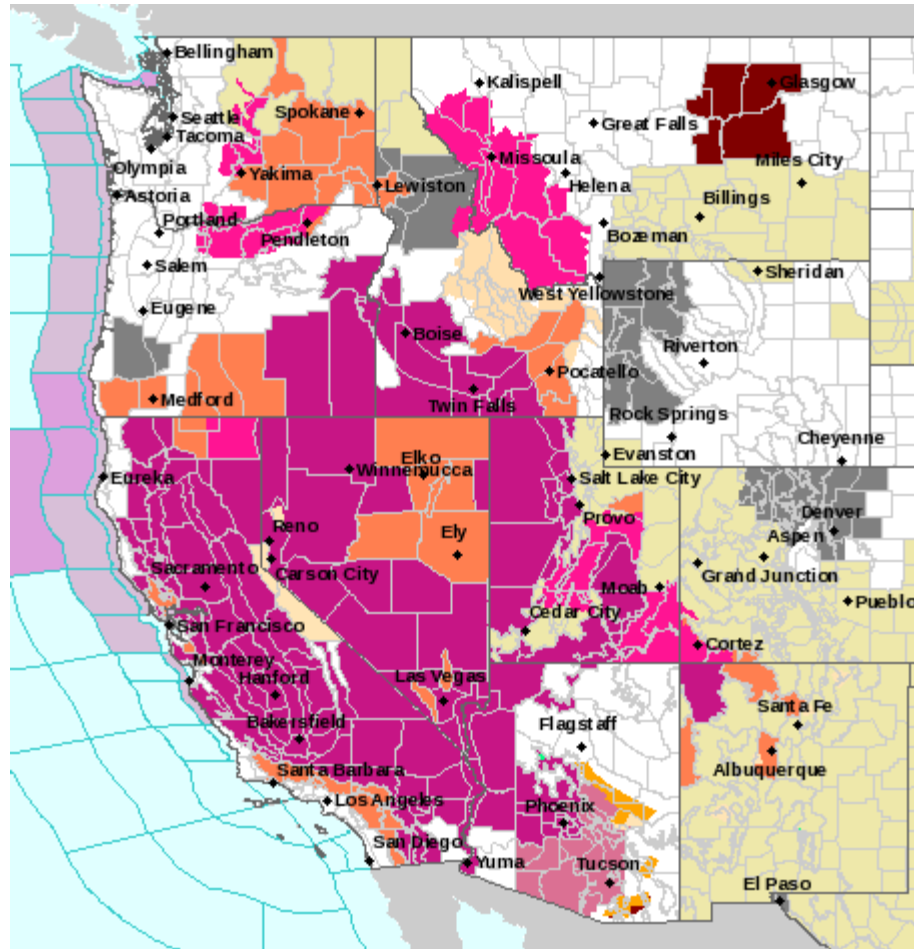 Bellingham
Kalispell
Glasgow
Seattle
Spokane
Great Falls
Tacoma
Olympia
Missoula
Miles City
Yakima
Helena
Astoria
Lewiston
Billings
Portland
Pendleton
Bozeman
Salem
Sheridan
West Yellowstone
Eugene
Boise
Riverton
Pocatello
Medford
Twin Falls
Rock Springs
Cheyenne
Elko
Evanston
Eureka
Winnemucca
Salt Lake City
Provo
Denver
Reno
Ely
Aspen
Sacramento
Carson City
Moab
Grand Junction
Pueblo
San Francisco
Cedar City
Cortez
Monterey
Hanford
Las Vegas
Bakersfield
Flagstaff
Santa Fe
Albuquerque
Santa Barbara
Los Angeles
Phoenix
San Diego
Yuma
Tucson
El Paso